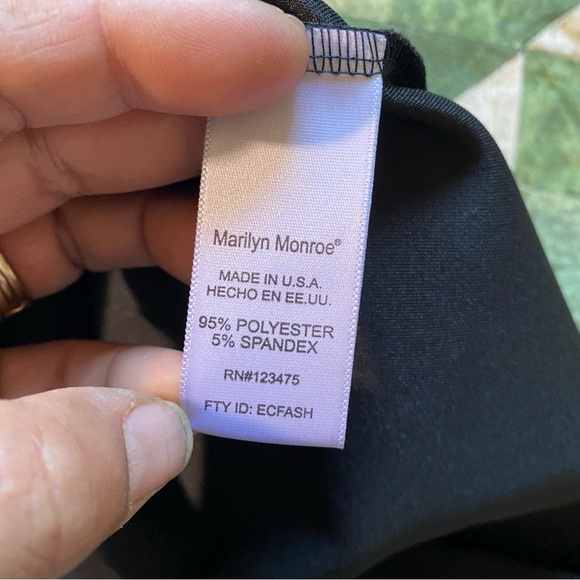 Marilyn Monroe®
MADE IN U.S.A.
HECHO EN EE.UU.
95% POLYESTER
5% SPANDEX
RN#123475
FTY ID: ECFASH